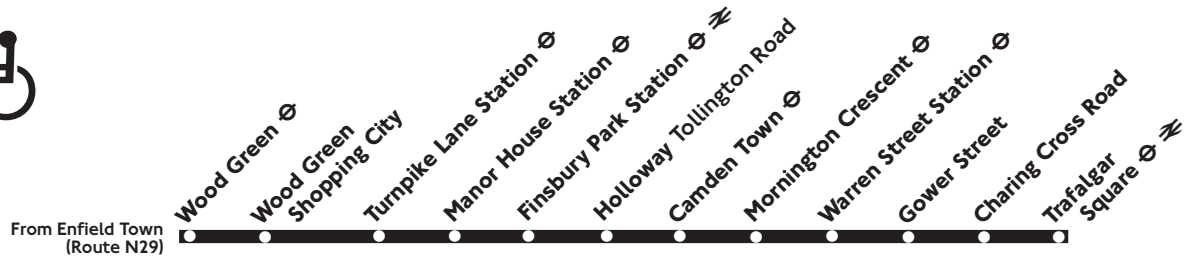 From Enfield Town
(Route N29)
Wood Green
Wood Green
Shopping City
Turnpike Lane Station
Manor House Station
Finsbury Park Station
Holloway Tollington Road
Camden Town
Mornington Crescent
Warren Street Station
Gower Street
Charing Cross Road
Trafalgar
Square